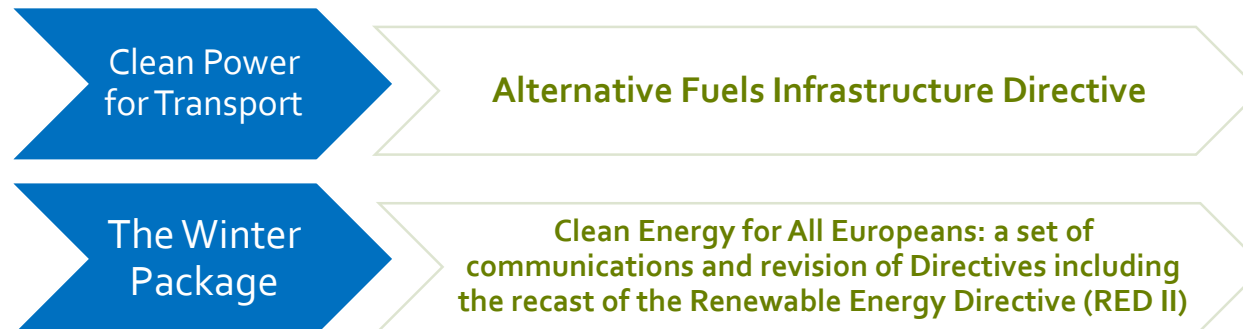 Clean Power
for Transport
Alternative Fuels Infrastructure Directive
The Winter
Package
Clean Energy for All Europeans: a set of
communications and revision of Directives including
the recast of the Renewable Energy Directive (RED II)